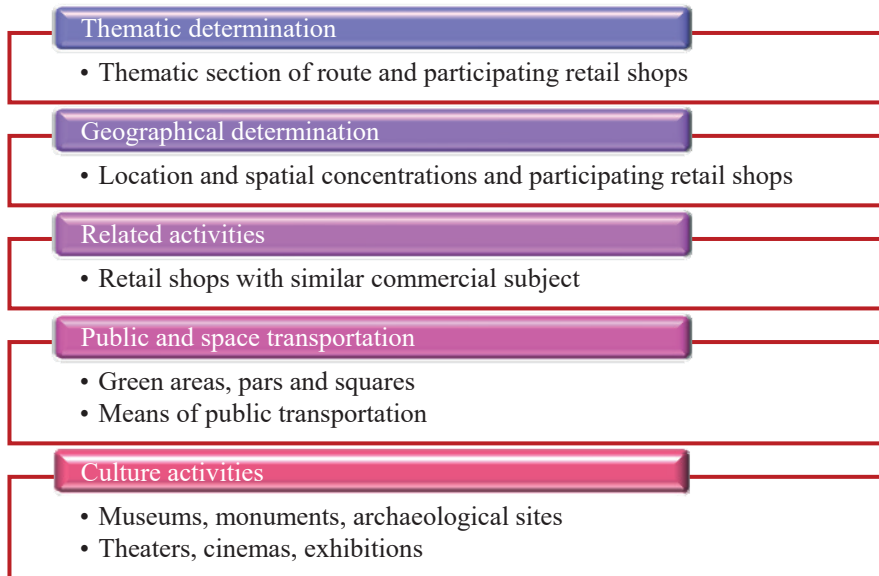 Thematic determination
• Thematic section of route and participating retail shops
Geographical determination
• Location and spatial concentrations and participating retail shops
Related activities
• Retail shops with similar commercial subject
Public and space transportation
• Green areas, pars and squares
• Means of public transportation
Culture activities
• Museums, monuments, archaeological sites
• Theaters, cinemas, exhibitions